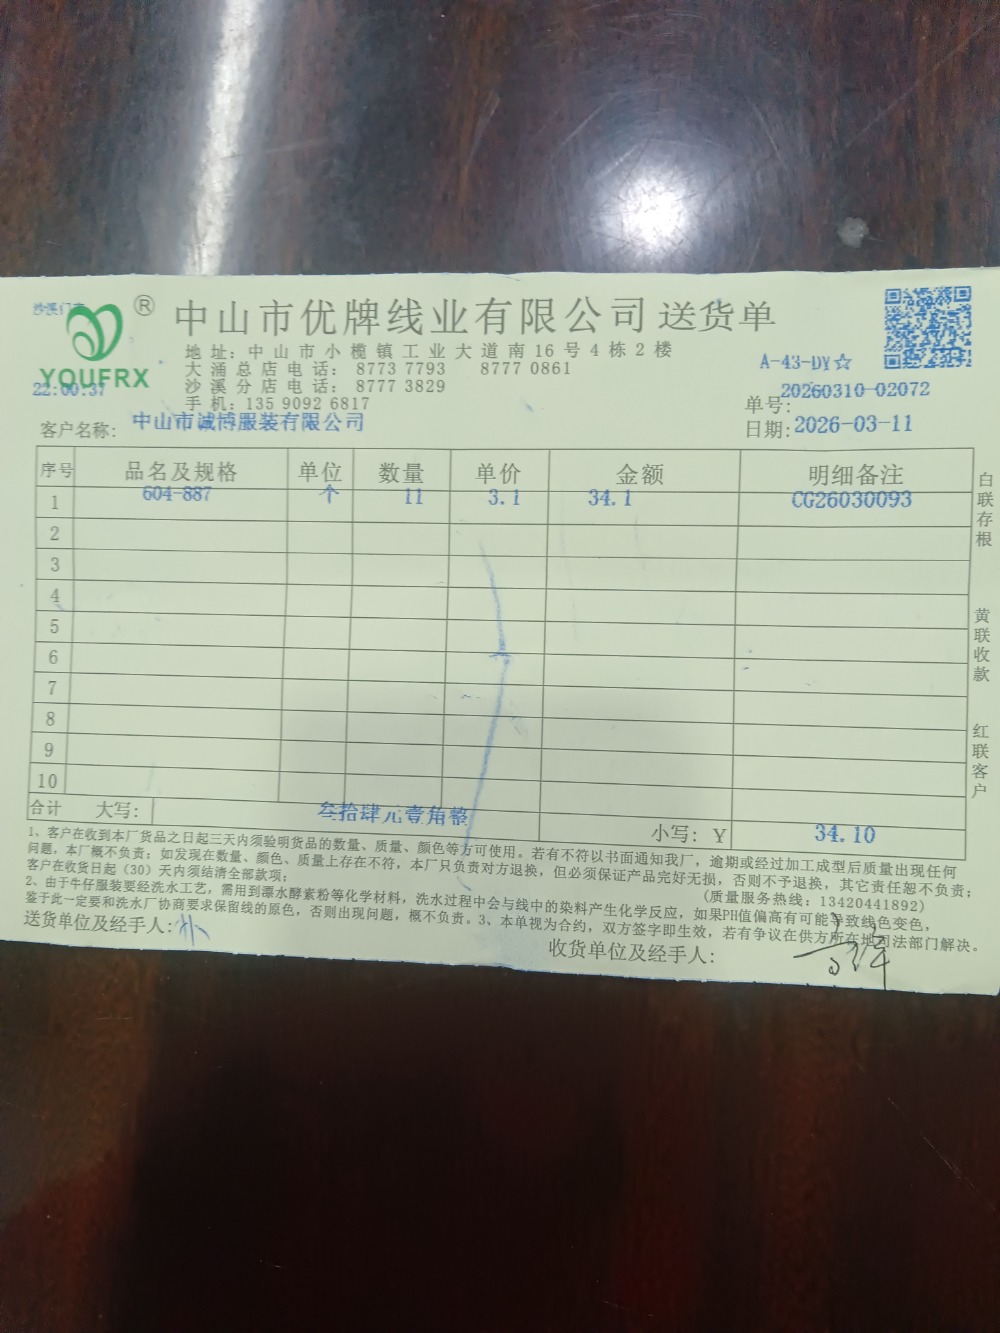 沙溪门市
®
中山市优牌线业有限公司 送货单
YOUFRX
22:00:37
地址：中山市小榄镇工业大道南16号4栋2楼
大涌总店电话：8773 7793 8777 0861
沙溪分店电话：8777 3829
手机：135 9092 6817
A-43-DY☆
单号：20260310-02072
客户名称：中山市诚博服装有限公司
日期：2026-03-11
序号 品名及规格 单位 数量 单价 金额 明细备注
1 604-887 个 11 3.1 34.1 CG26030093
2
3
4
5
6
7
8
9
10
合计 大写： 叁拾肆元壹角整 小写：Y 34.10
白联存根
黄联收款
红联客户
1、客户在收到本厂货品之日起三天内须验明货品的数量、质量、颜色等方可使用。若有不符以书面通知我厂，逾期或经过加工成型后质量出现任何
问题，本厂概不负责；如发现在数量、颜色、质量上存在不符，本厂只负责对方退换，但必须保证产品完好无损，否则不予退换，其它责任恕不负责；
客户在收货日起（30）天内须结清全部款项；
(质量服务热线：13420441892)
2、由于牛仔服装要经洗水工艺，需用到漂水酵素粉等化学材料，洗水过程中会与线中的染料产生化学反应，如果PH值偏高有可能导致线色变色，
鉴于此一定要和洗水厂协商要求保留线的原色，否则出现问题，概不负责。3、本单视为合约，双方签字即生效，若有争议在供方所在地司法部门解决。
送货单位及经手人：
收货单位及经手人：